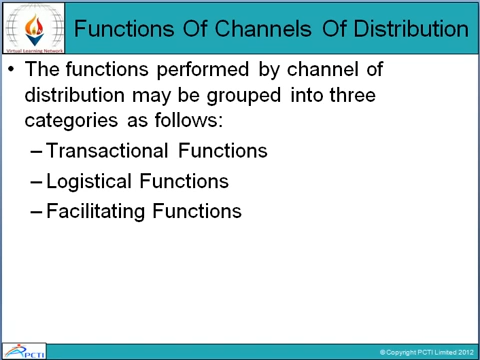 Functions Of Channels Of Distribution
Virtual Learning Network
• The functions performed by channel of
distribution may be grouped into three
categories as follows:
–Transactional Functions
–Logistical Functions
–Facilitating Functions
PCTI
©Copyright PCTI Limited 2012